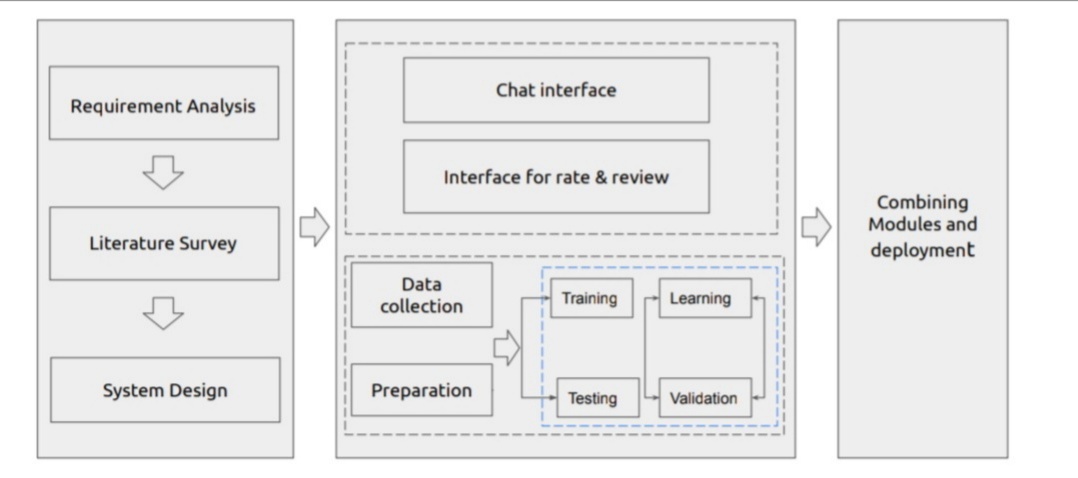 Requirement Analysis
Literature Survey
System Design
Chat interface
Interface for rate & review
Data
collection
Preparation
Training
Learning
Testing
Validation
Combining
Modules and
deployment